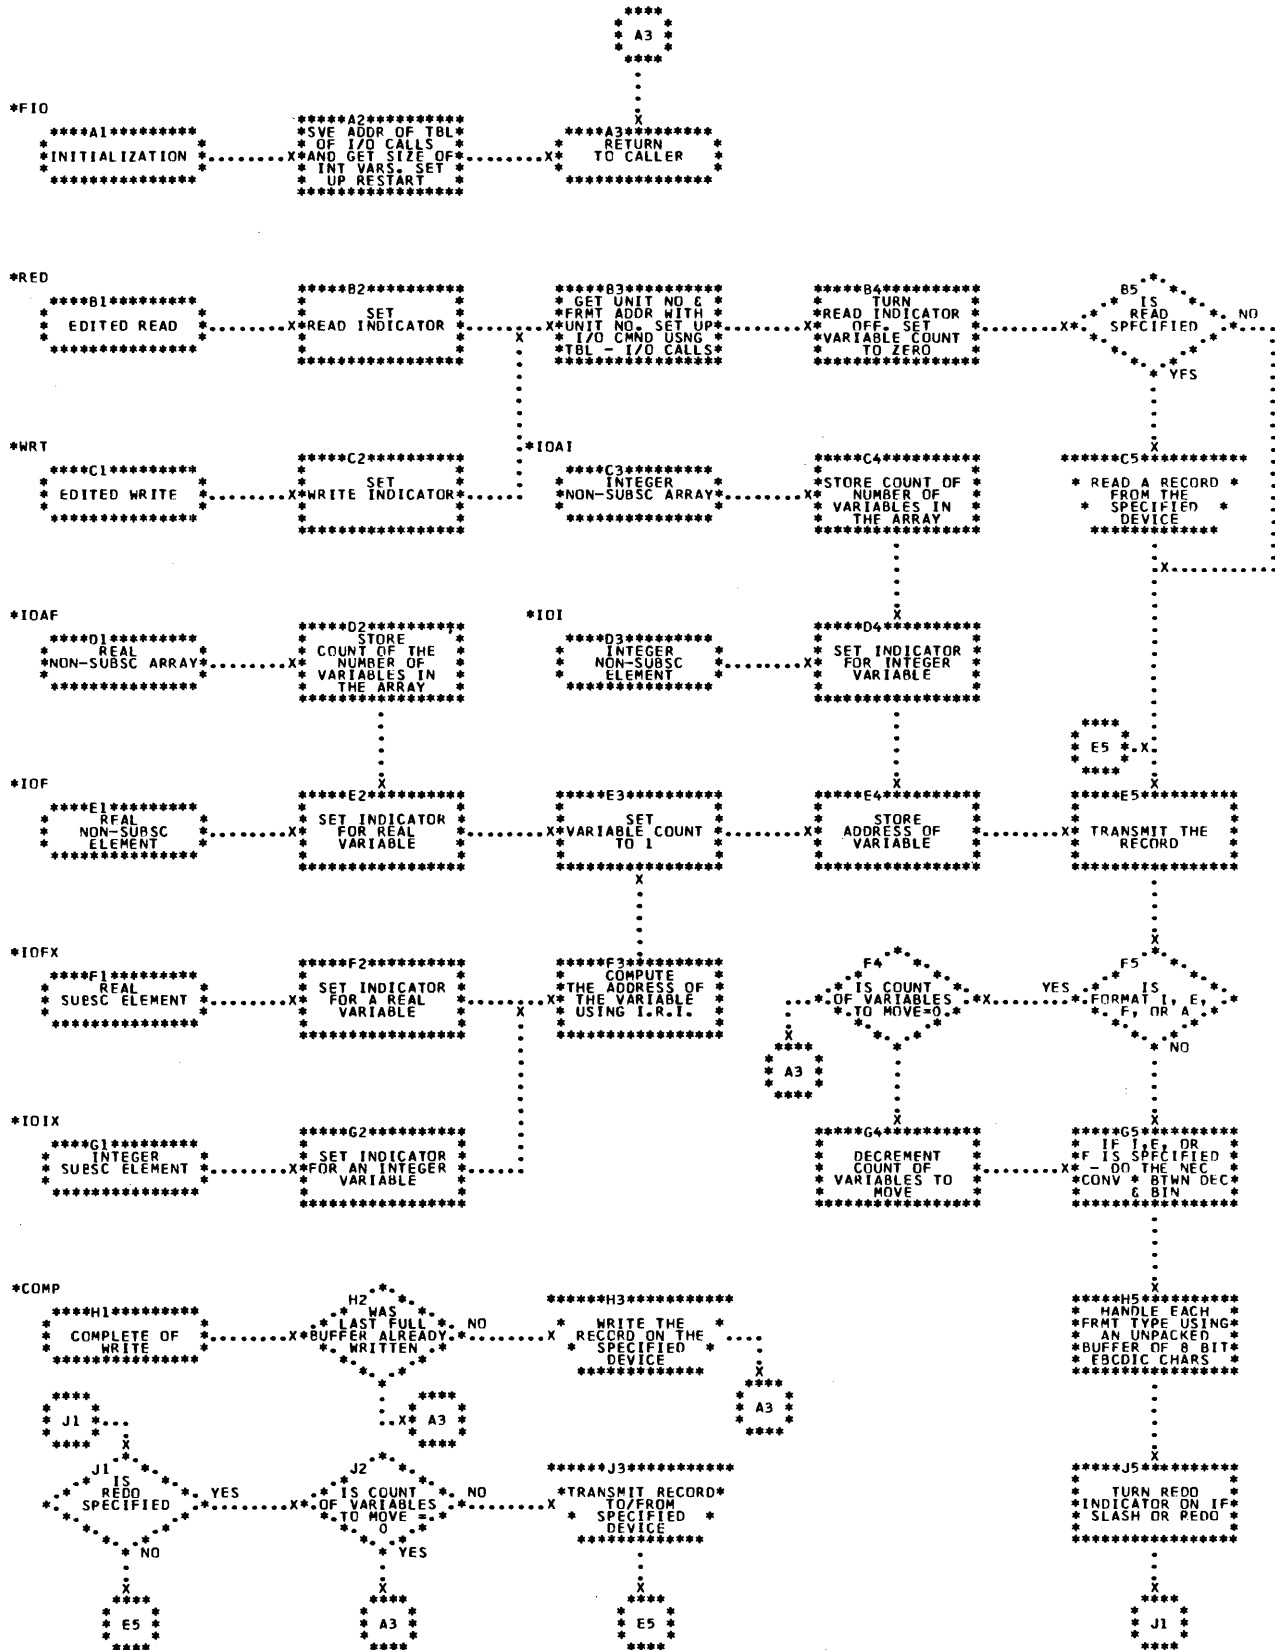 A3
*FIO
A1
INITIALIZATION
A2
SVE ADDR OF TBL
OF I/O CALLS
AND GET SIZE OF
INT VARS. SET
UP RESTART
A3
RETURN
TO CALLER
*RED
B1
EDITED READ
B2
SET
READ INDICATOR
B3
GET UNIT NO &
FRMT ADDR WITH
UNIT NO. SET UP
I/O CMND USNG
TBL - I/O CALLS
B4
TURN
READ INDICATOR
OFF. SET
VARIABLE COUNT
TO ZERO
B5
IS
READ
SPECIFIED
NO
YES
*WRT
C1
EDITED WRITE
C2
SET
WRITE INDICATOR
*IOAI
C3
INTEGER
NON-SUBSC ARRAY
C4
STORE COUNT OF
NUMBER OF
VARIABLES IN
THE ARRAY
C5
READ A RECORD
FROM THE
SPECIFIED
DEVICE
*IOAF
D1
REAL
NON-SUBSC ARRAY
D2
STORE
COUNT OF THE
NUMBER OF
VARIABLES IN
THE ARRAY
*IOI
D3
INTEGER
NON-SUBSC
ELEMENT
D4
SET INDICATOR
FOR INTEGER
VARIABLE
E5
*IOF
E1
REAL
NON-SUBSC
ELEMENT
E2
SET INDICATOR
FOR REAL
VARIABLE
E3
SET
VARIABLE COUNT
TO 1
E4
STORE
ADDRESS OF
VARIABLE
E5
TRANSMIT THE
RECORD
*IOFX
F1
REAL
SUBSC ELEMENT
F2
SET INDICATOR
FOR A REAL
VARIABLE
F3
COMPUTE
THE ADDRESS OF
THE VARIABLE
USING I.R.I.
F4
IS COUNT
OF VARIABLES
TO MOVE=0.
A3
F5
IS
FORMAT I, E,
F, OR A
YES
NO
*IOIX
G1
INTEGER
SUBSC ELEMENT
G2
SET INDICATOR
FOR AN INTEGER
VARIABLE
G4
DECREMENT
COUNT OF
VARIABLES TO
MOVE
G5
IF I,E, OR
F IS SPECIFIED
- DO THE NEC
CONV * BTWN DEC
& BIN
*COMP
H1
COMPLETE OF
WRITE
H2
WAS
LAST FULL
BUFFER ALREADY
WRITTEN
NO
A3
H3
WRITE THE
RECORD ON THE
SPECIFIED
DEVICE
A3
H5
HANDLE EACH
FRMT TYPE USING
AN UNPACKED
BUFFER OF 8 BIT
EBCDIC CHARS
J1
J1
IS
REDO
SPECIFIED
YES
NO
J2
IS COUNT
OF VARIABLES
TO MOVE =
0
NO
YES
J3
TRANSMIT RECORD
TO/FROM
SPECIFIED
DEVICE
J5
TURN REDO
INDICATOR ON IF
SLASH OR REDO
E5
A3
E5
J1